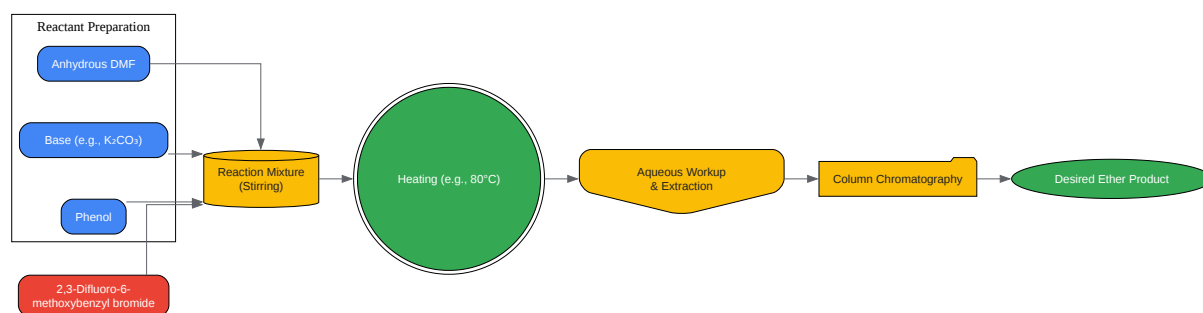 Reactant Preparation
Anhydrous DMF
Base (e.g., K₂CO₃)
Phenol
2,3-Difluoro-6-
methoxybenzyl bromide
Reaction Mixture
(Stirring)
Heating (e.g., 80°C)
Aqueous Workup
& Extraction
Column Chromatography
Desired Ether Product